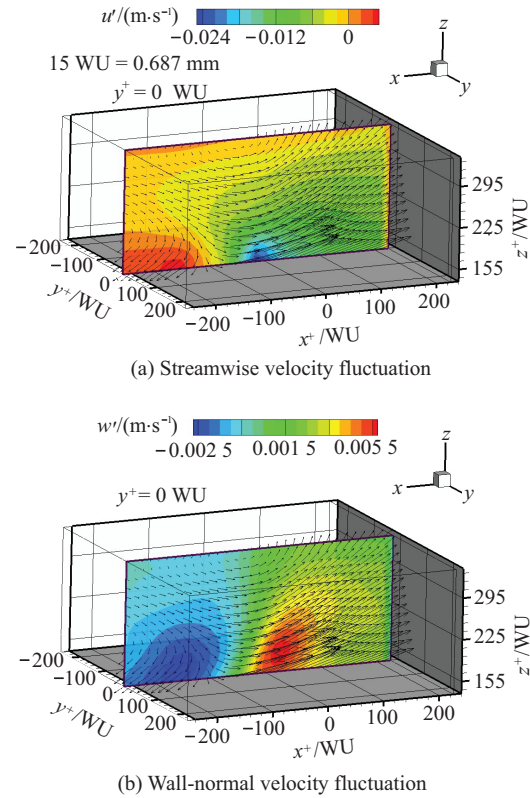 u′/(m·s⁻¹)
−0.024 −0.012 0
15 WU = 0.687 mm
y⁺ = 0 WU
z
x
y
295
225
155
z⁺/WU
−200
−100
0
100
200
y⁺/WU
−200 −100 0 100 200
x⁺/WU
(a) Streamwise velocity fluctuation
w′/(m·s⁻¹)
−0.002 5 0.001 5 0.005 5
y⁺= 0 WU
z
x
y
295
225
155
z⁺/WU
−200
−100
0
100
200
y⁺/WU
−200 −100 0 100 200
x⁺/WU
(b) Wall-normal velocity fluctuation